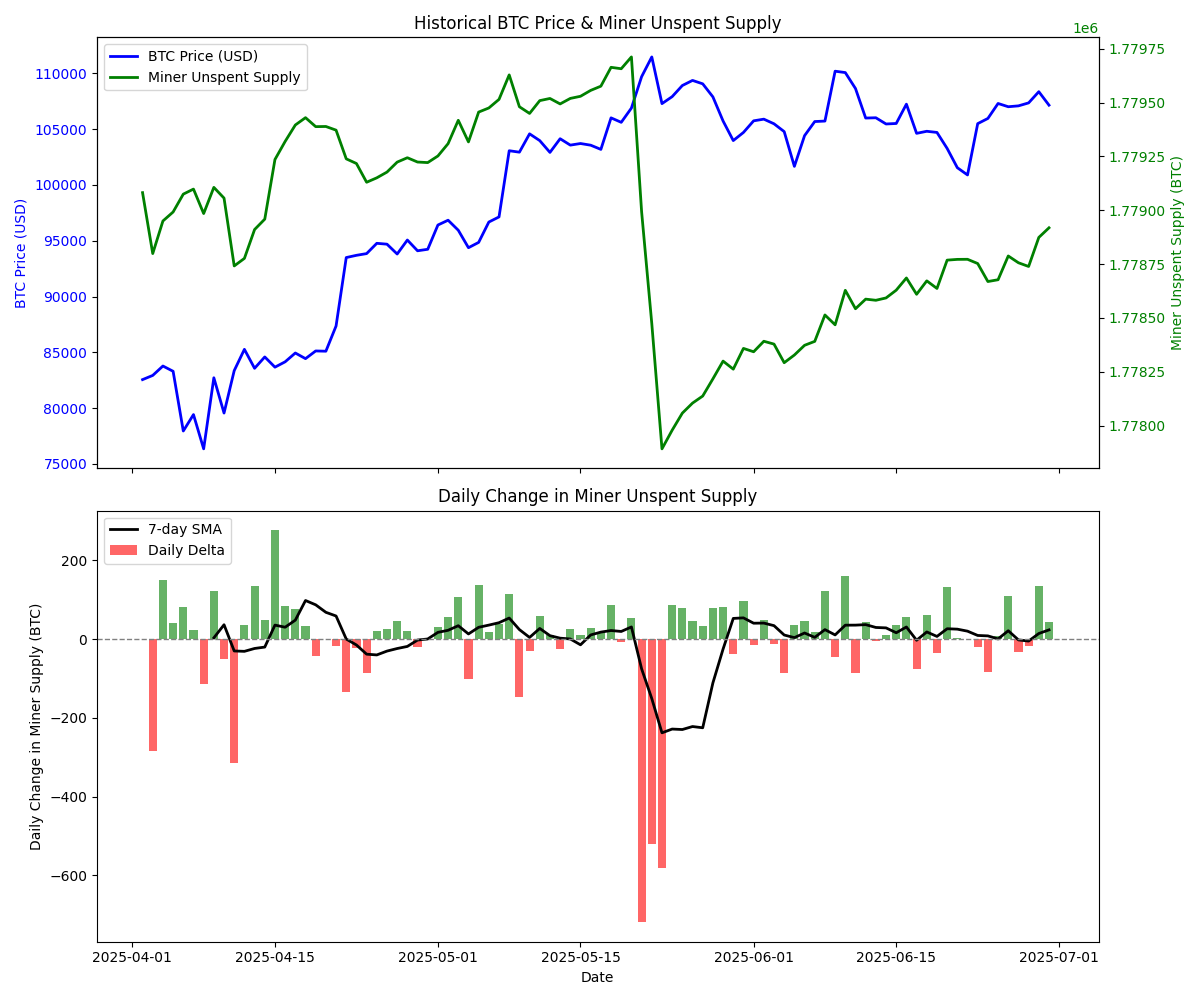 Historical BTC Price & Miner Unspent Supply
1e6
BTC Price (USD)
Miner Unspent Supply
110000
105000
100000
95000
90000
85000
80000
75000
BTC Price (USD)
1.77975
1.77950
1.77925
1.77900
1.77875
1.77850
1.77825
1.77800
Miner Unspent Supply (BTC)
Daily Change in Miner Unspent Supply
7-day SMA
Daily Delta
200
0
−200
−400
−600
Daily Change in Miner Supply (BTC)
2025-04-01
2025-04-15
2025-05-01
2025-05-15
2025-06-01
2025-06-15
2025-07-01
Date